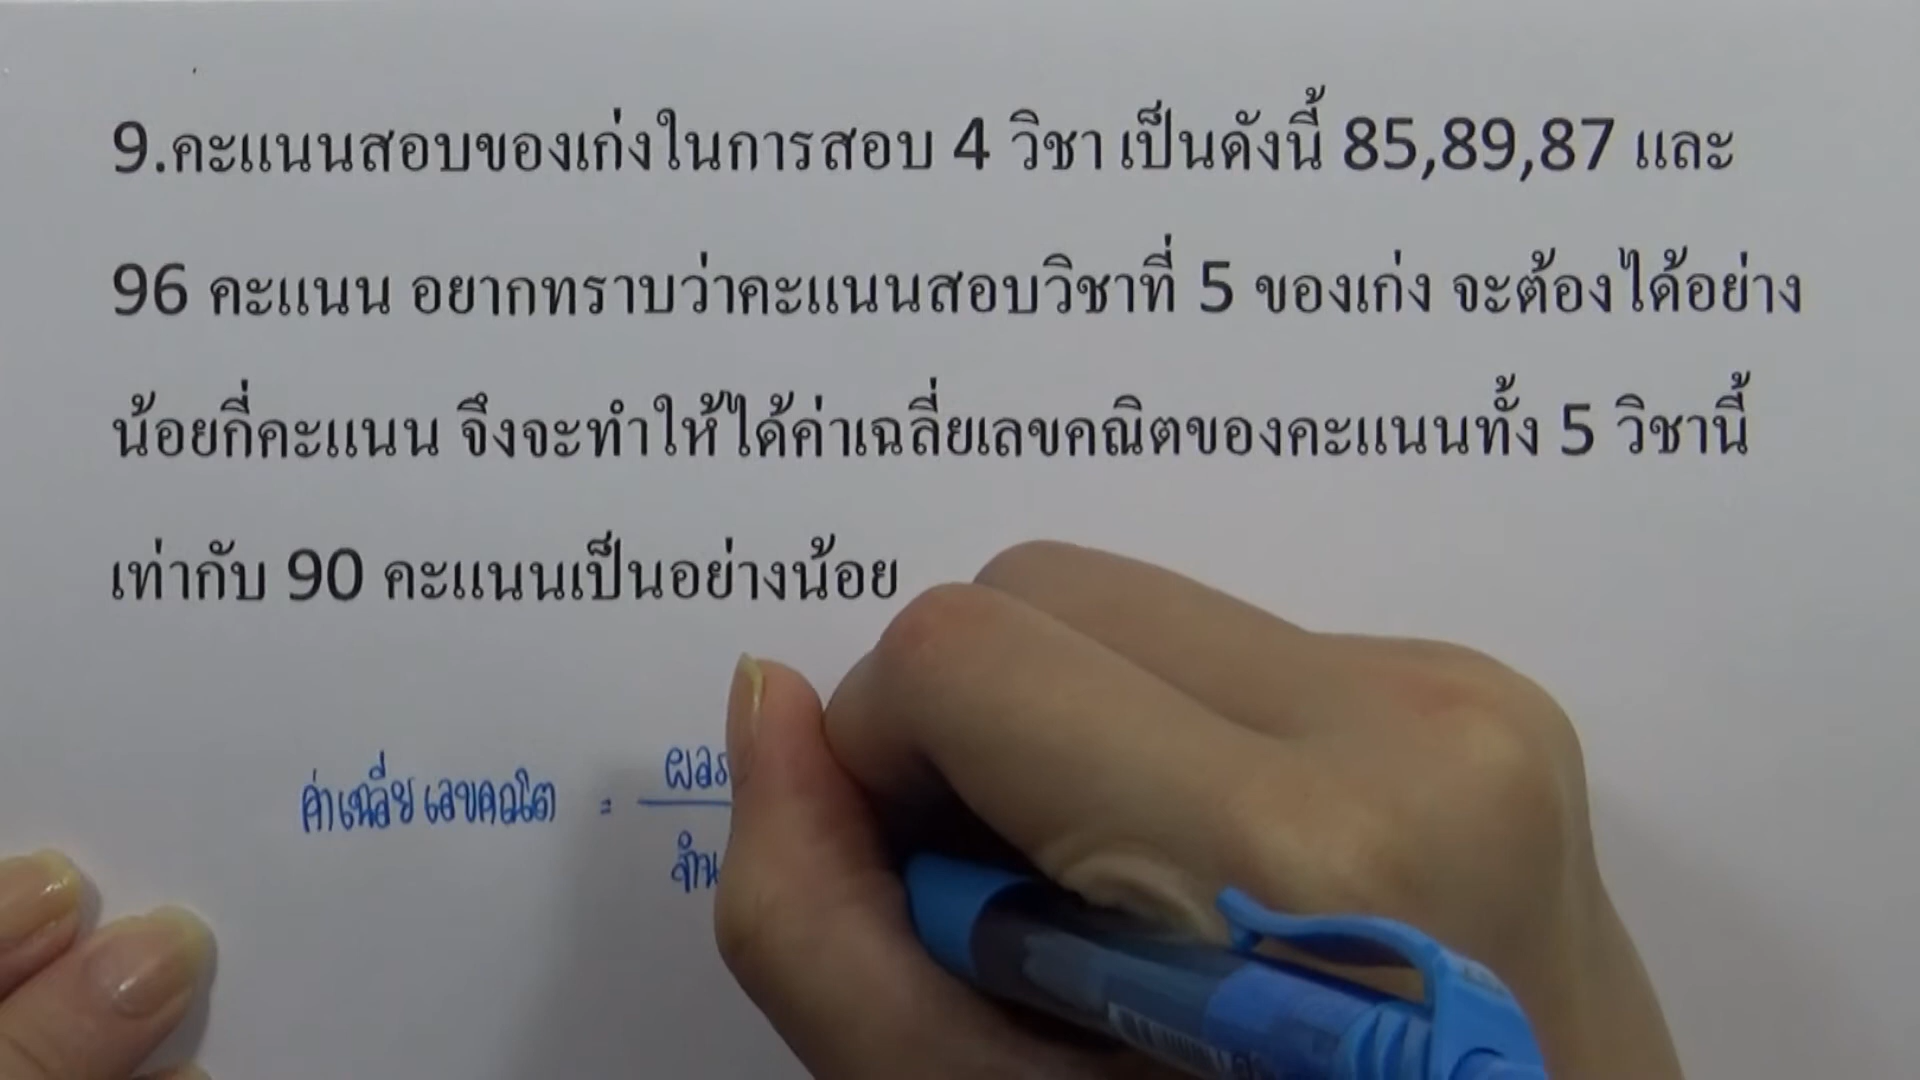 9.คะแนนสอบของเก่งในการสอบ 4 วิชา เป็นดังนี้ 85,89,87 และ
96 คะแนน อยากทราบว่าคะแนนสอบวิชาที่ 5 ของเก่ง จะต้องได้อย่าง
น้อยกี่คะแนน จึงจะทำให้ได้ค่าเฉลี่ยเลขคณิตของคะแนนทั้ง 5 วิชานี้
เท่ากับ 90 คะแนนเป็นอย่างน้อย
ค่าเฉลี่ย เลขคณิต =